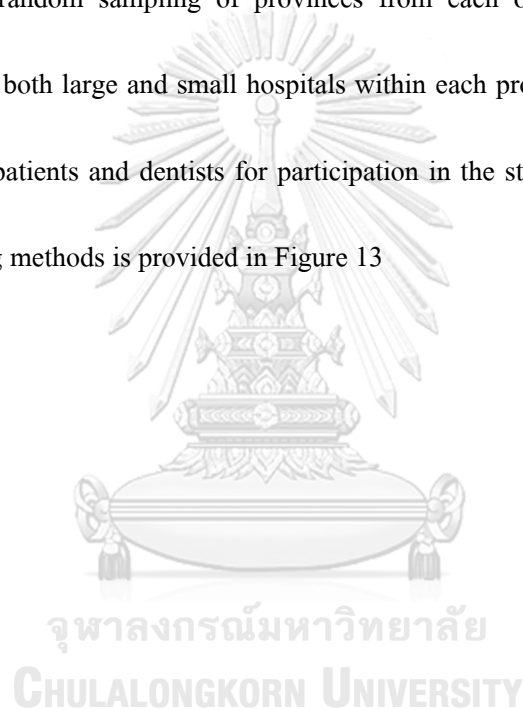 random sampling of provinces from each o
both large and small hospitals within each pro
patients and dentists for participation in the st
g methods is provided in Figure 13
จุฬาลงกรณ์มหาวิทยาลัย
CHULALONGKORN UNIVERSITY